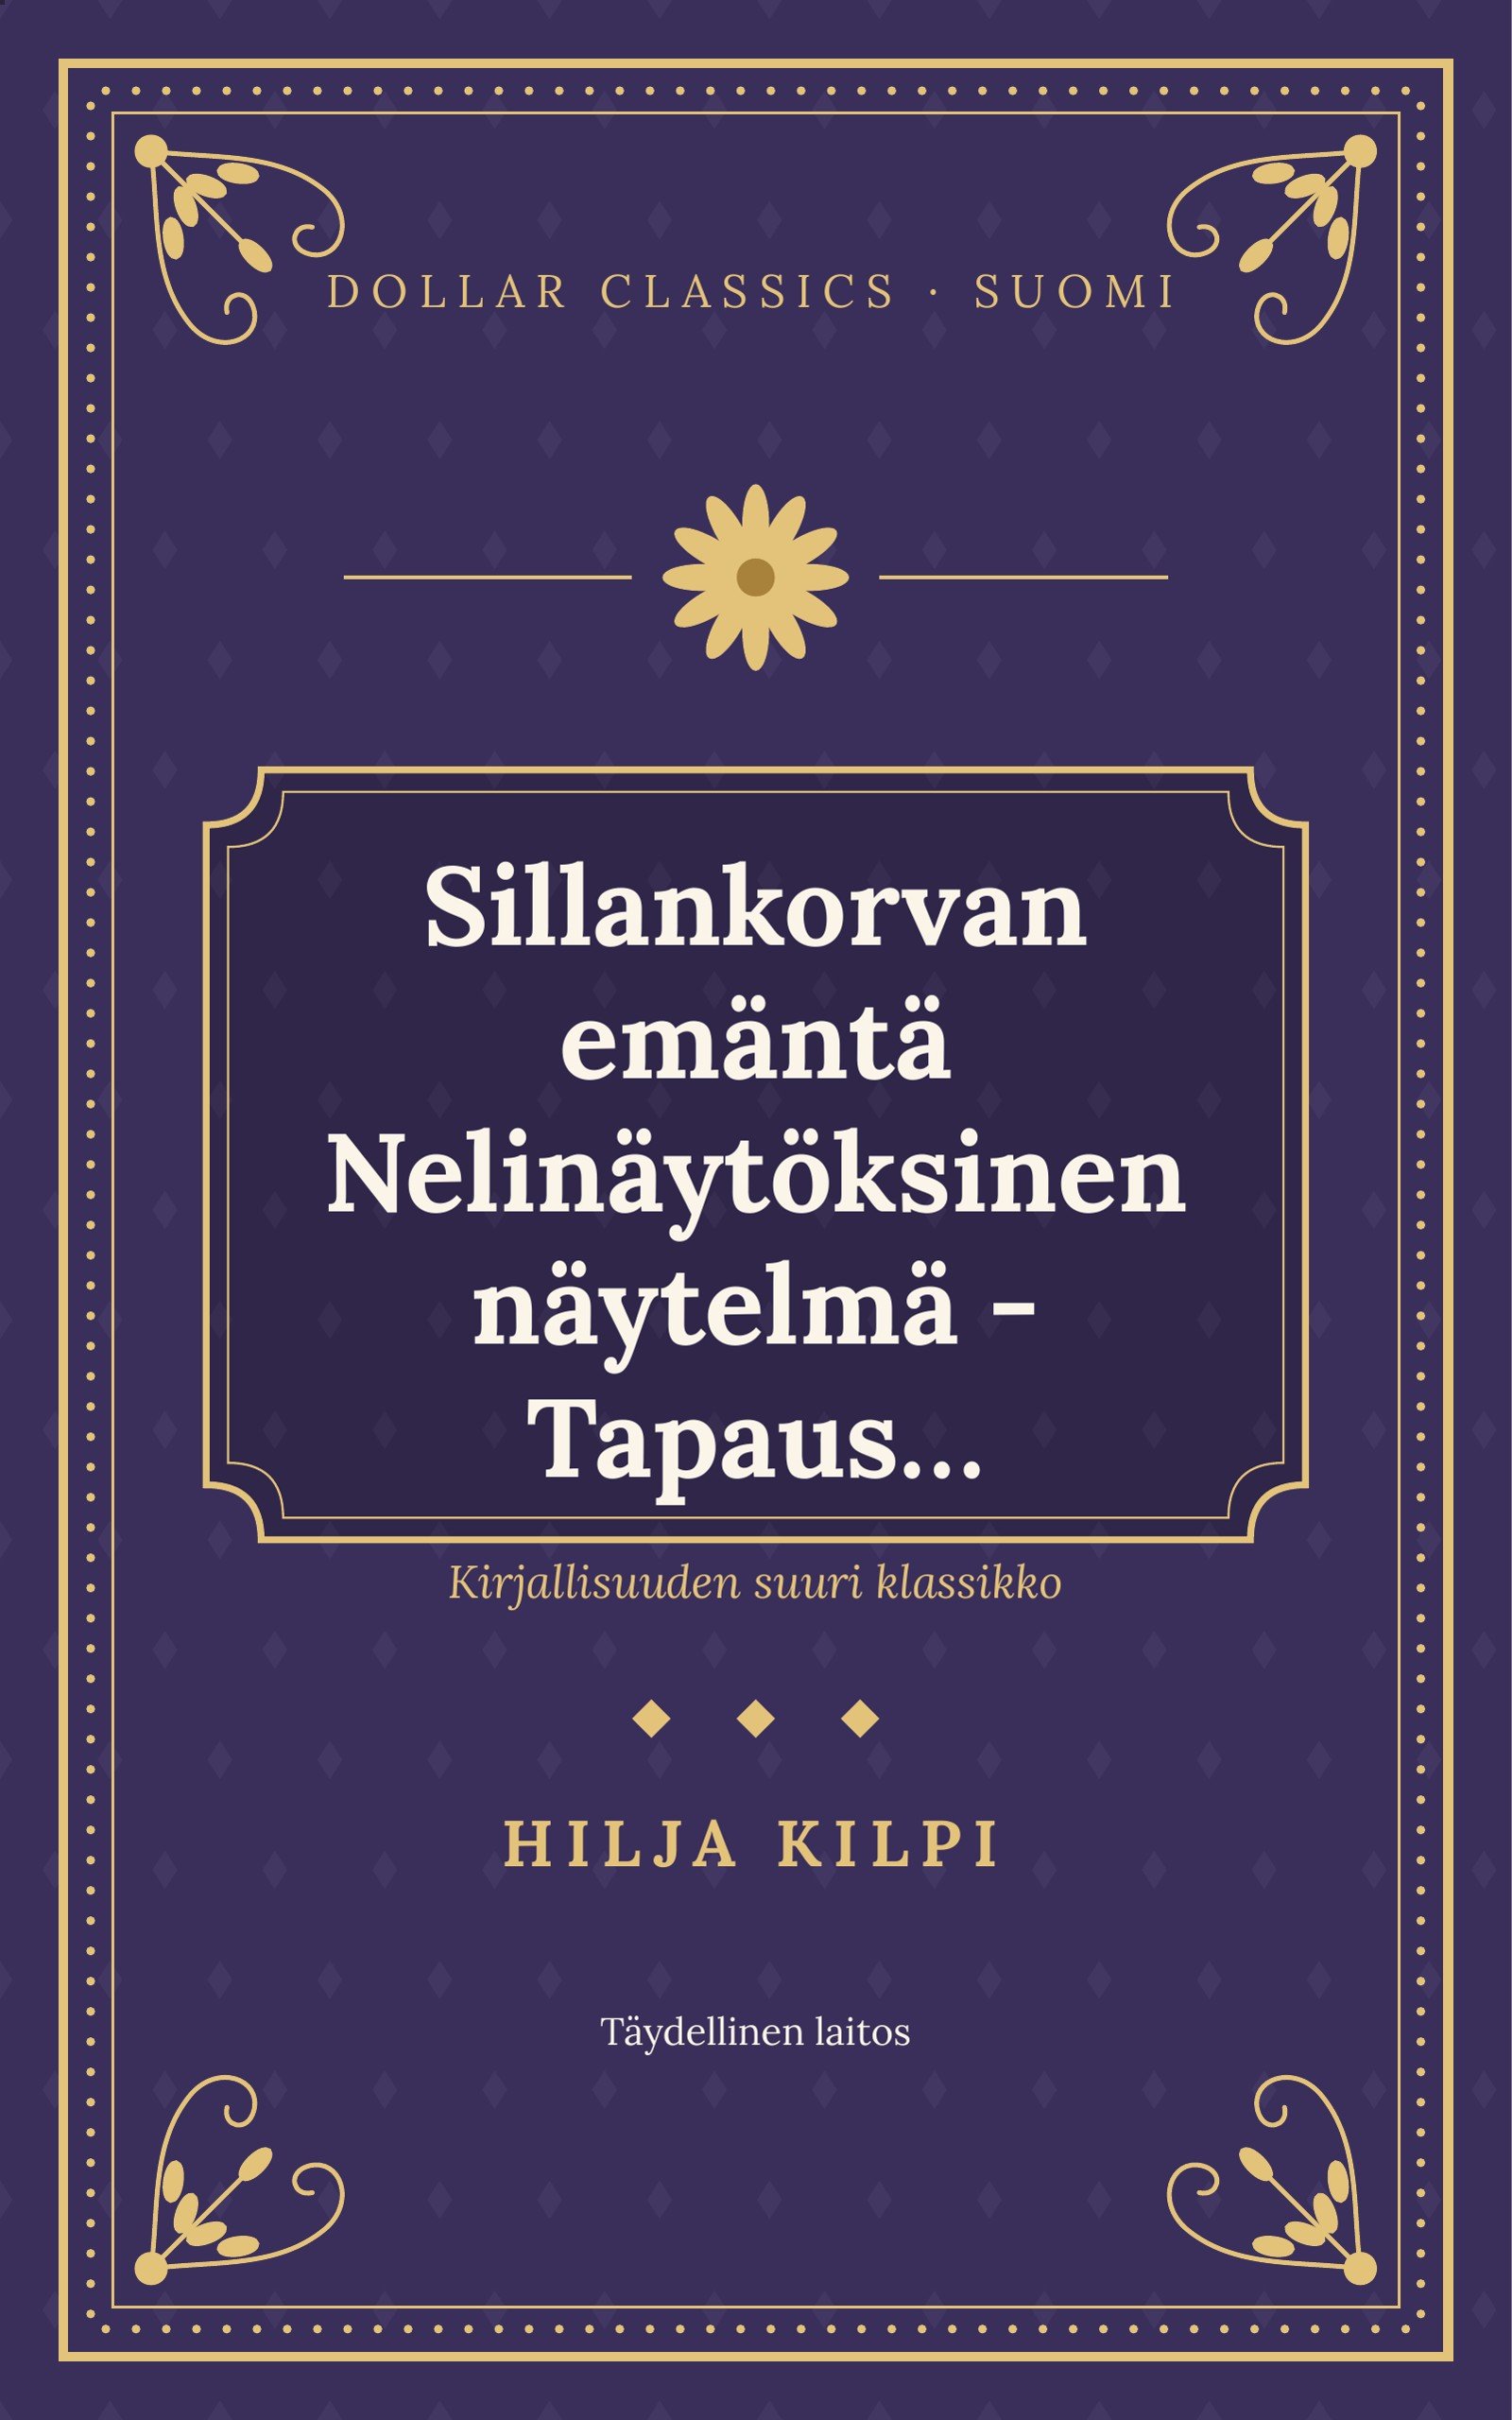 DOLLAR CLASSICS · SUOMI
Sillankorvan
emäntä
Nelinäytöksinen
näytelmä –
Tapaus…
Kirjallisuuden suuri klassikko
HILJA KILPI
Täydellinen laitos